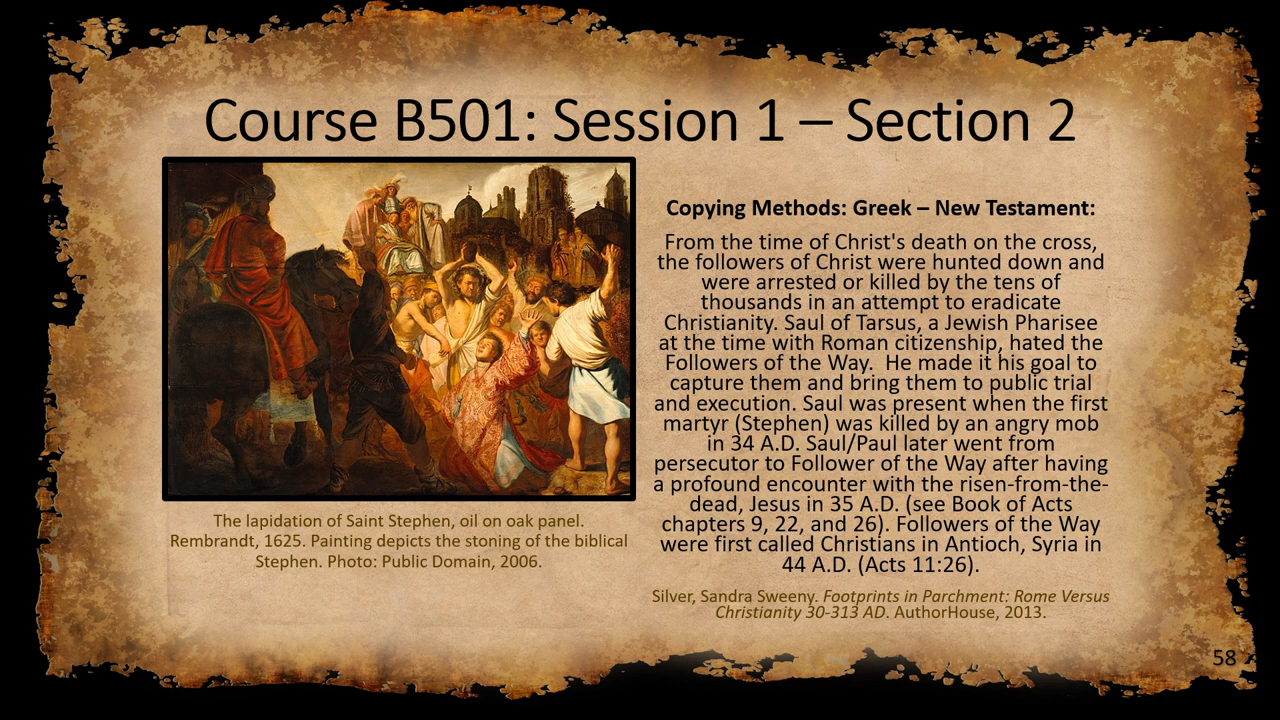 Course B501: Session 1 – Section 2
Copying Methods: Greek – New Testament:
From the time of Christ's death on the cross,
the followers of Christ were hunted down and
were arrested or killed by the tens of
thousands in an attempt to eradicate
Christianity. Saul of Tarsus, a Jewish Pharisee
at the time with Roman citizenship, hated the
Followers of the Way.  He made it his goal to
capture them and bring them to public trial
and execution. Saul was present when the first
martyr (Stephen) was killed by an angry mob
in 34 A.D. Saul/Paul later went from
persecutor to Follower of the Way after having
a profound encounter with the risen-from-the-
dead, Jesus in 35 A.D. (see Book of Acts
chapters 9, 22, and 26). Followers of the Way
were first called Christians in Antioch, Syria in
44 A.D. (Acts 11:26).
The lapidation of Saint Stephen, oil on oak panel.
Rembrandt, 1625. Painting depicts the stoning of the biblical
Stephen. Photo: Public Domain, 2006.
Silver, Sandra Sweeny. Footprints in Parchment: Rome Versus
Christianity 30-313 AD. AuthorHouse, 2013.
58